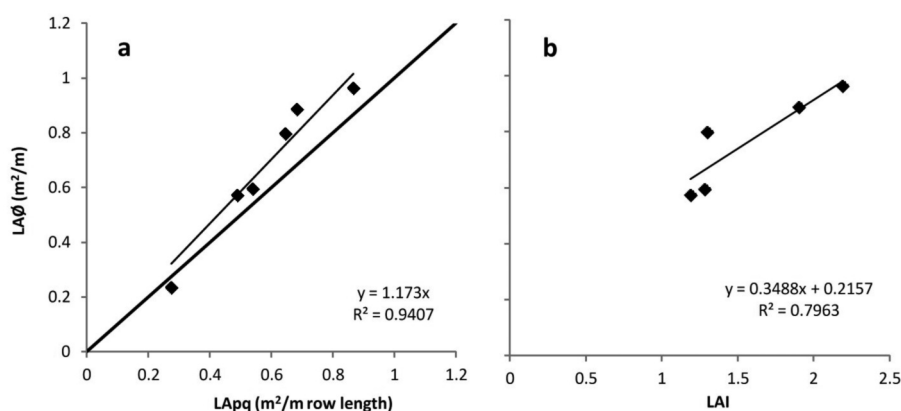 a
1.2
1
0.8
0.6
0.4
0.2
0
LAØ (m²/m)
0 0.2 0.4 0.6 0.8 1 1.2
LApq (m²/m row length)
y = 1.173x
R² = 0.9407
b
y = 0.3488x + 0.2157
R² = 0.7963
0 0.5 1 1.5 2 2.5
LAI